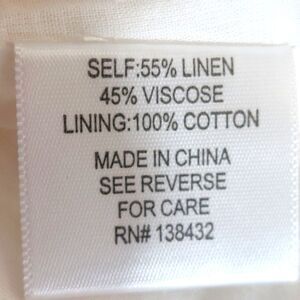 SELF:55% LINEN
45% VISCOSE
LINING:100% COTTON
MADE IN CHINA
SEE REVERSE
FOR CARE
RN# 138432